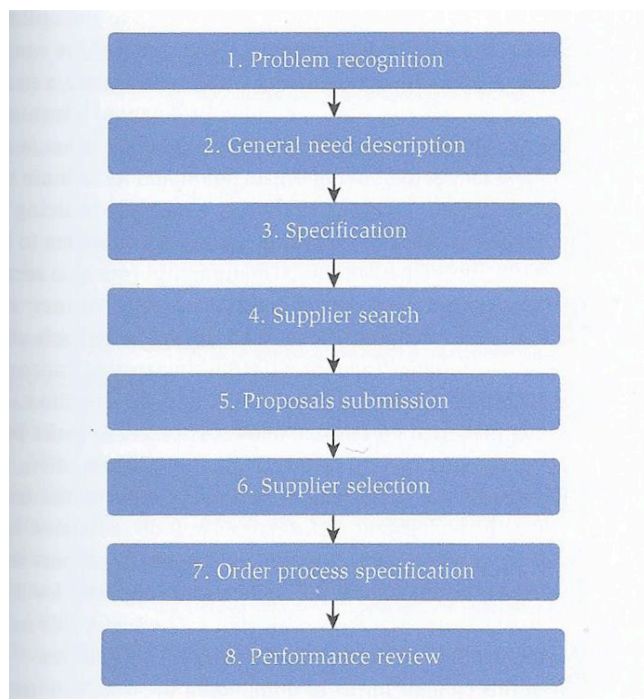 1. Problem recognition
2. General need description
3. Specification
4. Supplier search
5. Proposals submission
6. Supplier selection
7. Order process specification
8. Performance review